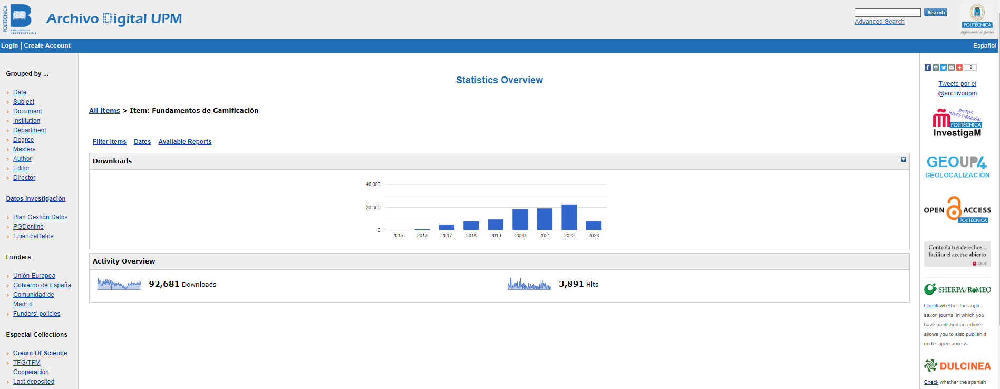 POLITÉCNICA
BIBLIOTECA
UNIVERSITARIA
Archivo Digital UPM
Search
Advanced Search
POLITÉCNICA
Ingeniamos el futuro
Login | Create Account
Español
Grouped by ...
Date
Subject
Document
Institution
Department
Degree
Masters
Author
Editor
Director
Datos Investigación
Plan Gestión Datos
PGDonline
EcienciaDatos
Funders
Unión Europea
Gobierno de España
Comunidad de
Madrid
Funders' policies
Especial Collections
Cream Of Science
TFG/TFM
Cooperación
Last deposited
Statistics Overview
All items > Item: Fundamentos de Gamificación
Filter Items Dates Available Reports
Downloads
40,000
20,000
0
2015 2016 2017 2018 2019 2020 2021 2022 2023
Activity Overview
92,681 Downloads
3,891 Hits
0
Tweets por el
@archivoupm
DATOS
INVESTIGACIÓN
POLITÉCNICA
InvestigaM
GEOUP4
GEOLOCALIZACIÓN
OPEN ACCESS
POLITÉCNICA
Controla tus derechos...
facilita el acceso abierto
CRUE
SHERPA/RoMEO
Check whether the anglo-
saxon journal in which you
have published an article
allows you to also publish it
under open access.
DULCINEA
Check whether the spanish